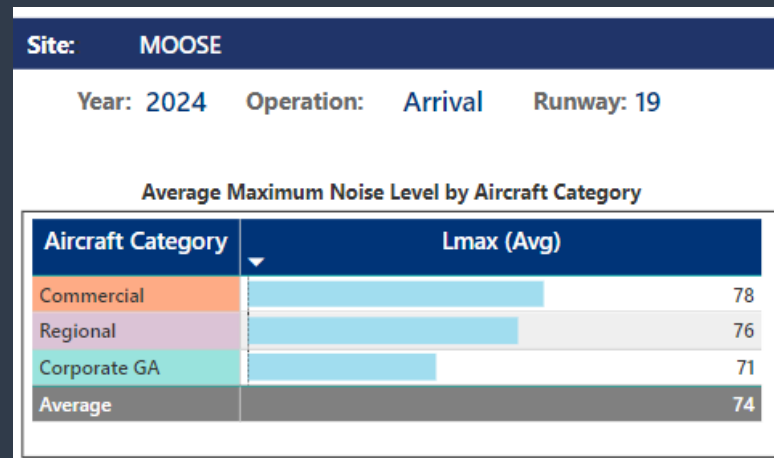 Site: MOOSE
Year: 2024 Operation: Arrival Runway: 19
Average Maximum Noise Level by Aircraft Category
Aircraft Category Lmax (Avg)
Commercial 78
Regional 76
Corporate GA 71
Average 74